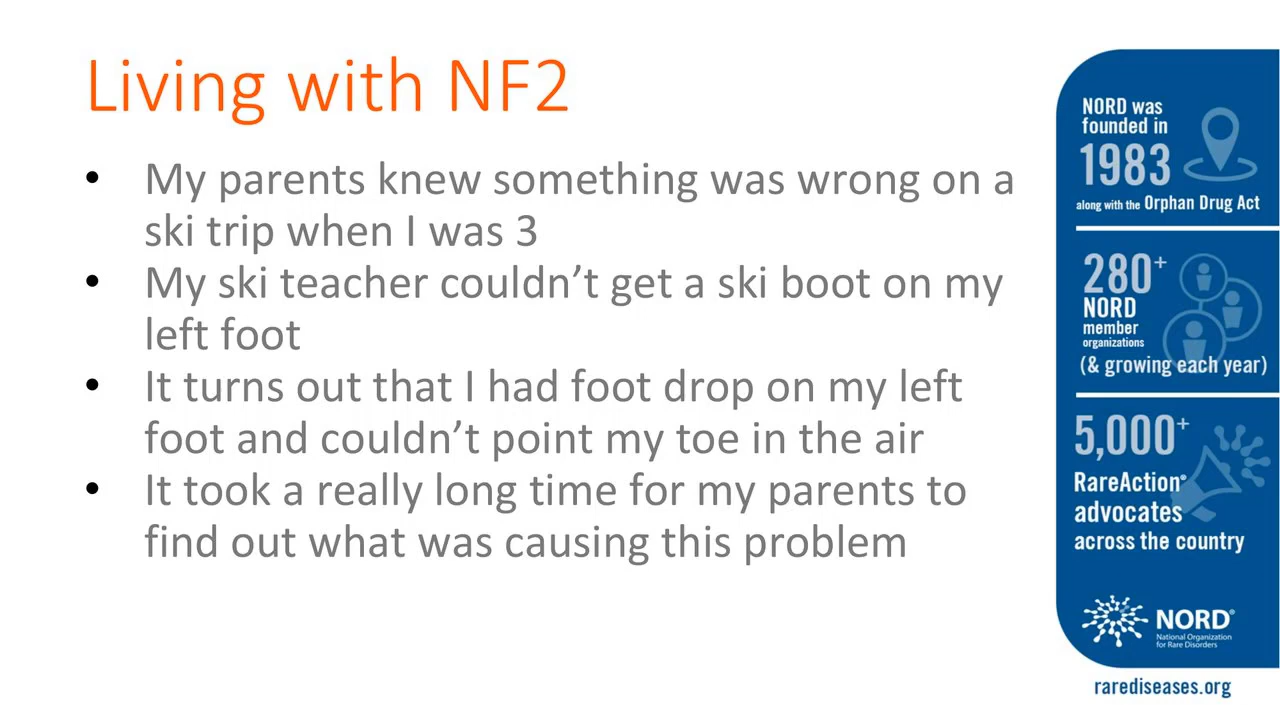 Living with NF2
• My parents knew something was wrong on a
ski trip when I was 3
• My ski teacher couldn’t get a ski boot on my
left foot
• It turns out that I had foot drop on my left
foot and couldn’t point my toe in the air
• It took a really long time for my parents to
find out what was causing this problem
NORD was
founded in
1983
along with the Orphan Drug Act
280+
NORD
member
organizations
(& growing each year)
5,000+
RareAction®
advocates
across the country
NORD®
National Organization
for Rare Disorders
rarediseases.org